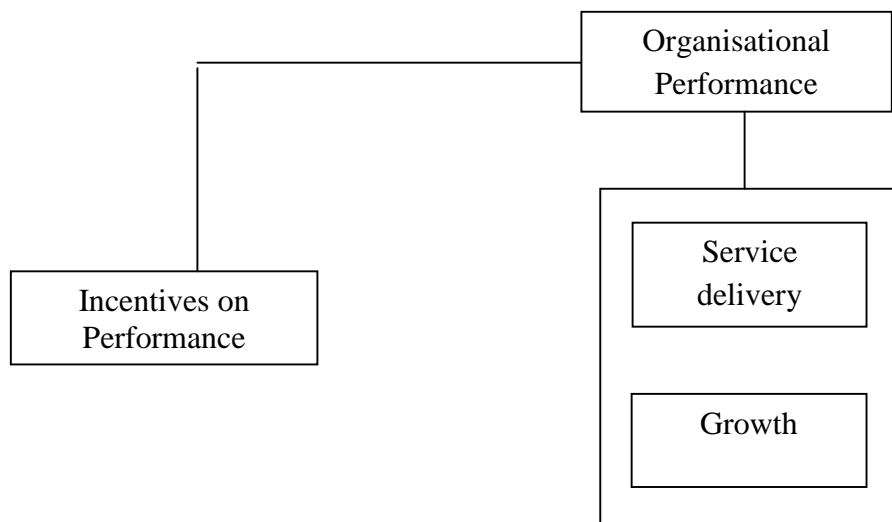 Organisational
Performance
Service
delivery
Incentives on
Performance
Growth